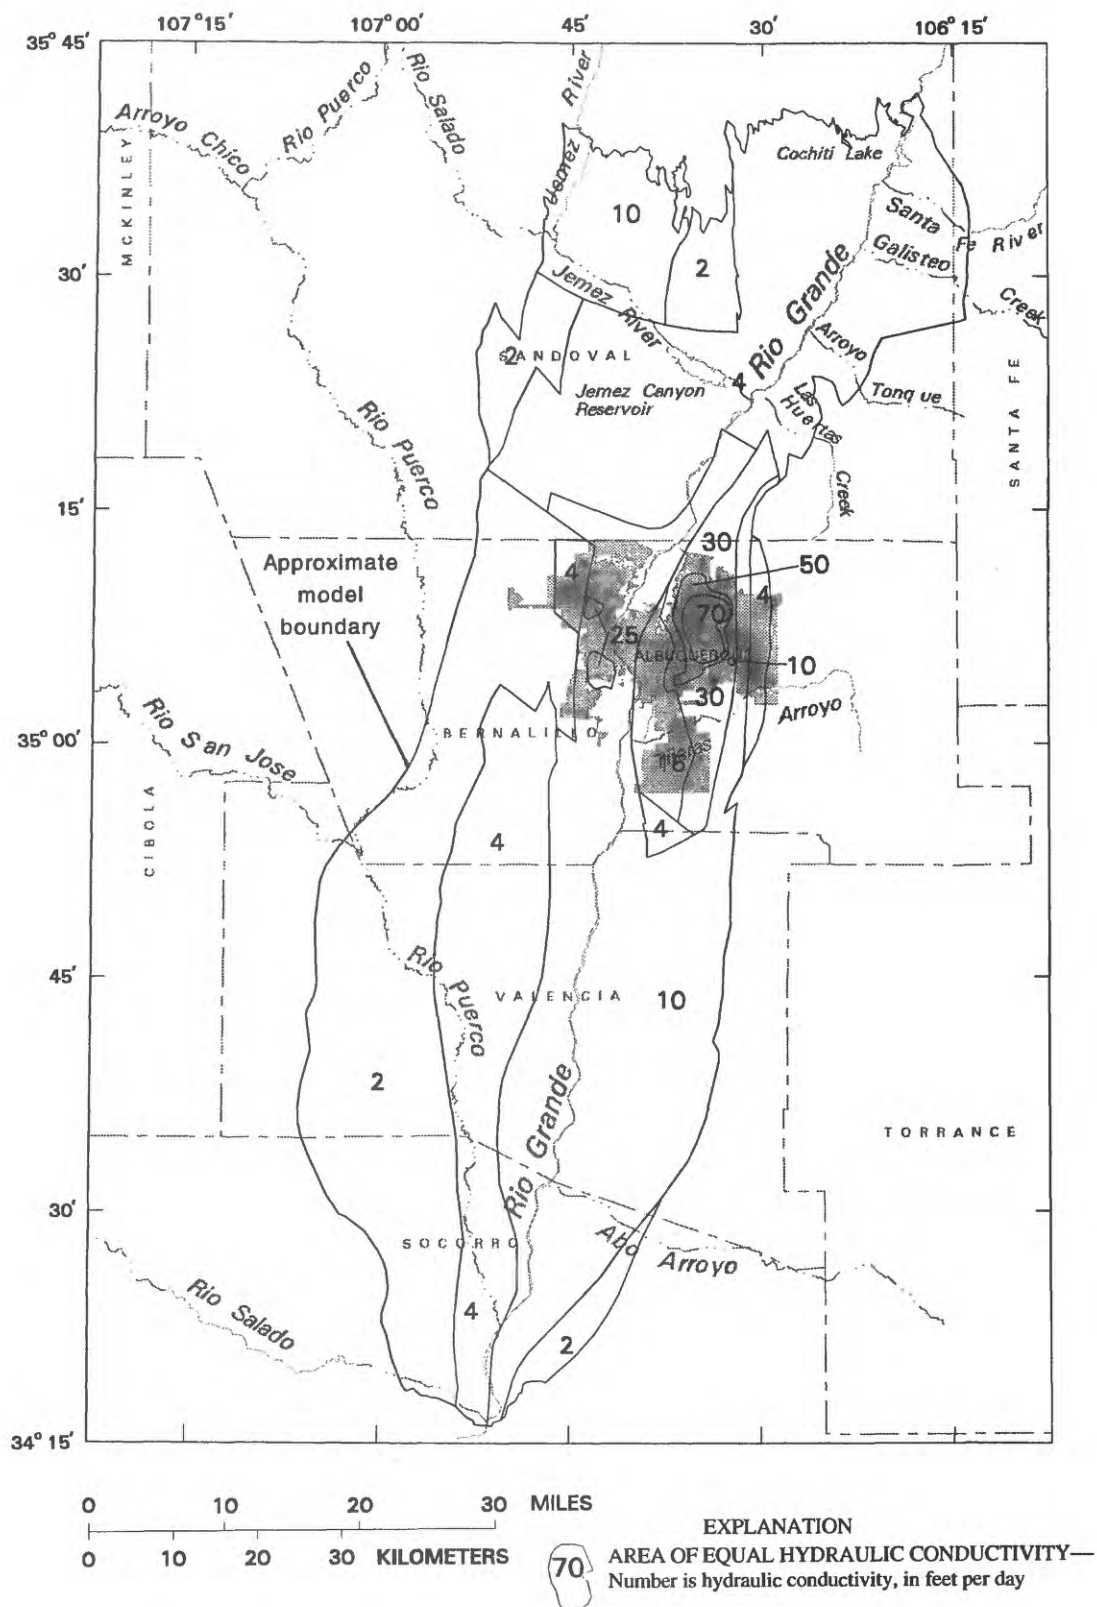 107° 15′ 107° 00′ 45′ 30′ 106° 15′
35° 45′
Arroyo Chico
Rio Puerco
Rio Salado
River
Jemez
MCKINLEY
Cochiti Lake
10
2
Santa Fe River
Galisteo Creek
30′
Jemez River
Rio Grande
Arroyo Tonque
2
SANDOVAL
4
Jemez Canyon
Reservoir
Las Huertas Creek
SANTA FE
Rio Puerco
15′
30
50
4
4
Approximate
model
boundary
70
25
ALBUQUERQUE
10
30
Arroyo
Tijeras
Rio San Jose
35° 00′
BERNALILLO
15
CIBOLA
4
4
45′
Rio Puerco
VALENCIA
10
2
Rio Grande
TORRANCE
30′
SOCORRO
Abo Arroyo
Rio Salado
4
2
34° 15′
0 10 20 30 MILES
0 10 20 30 KILOMETERS
EXPLANATION
70
AREA OF EQUAL HYDRAULIC CONDUCTIVITY—
Number is hydraulic conductivity, in feet per day